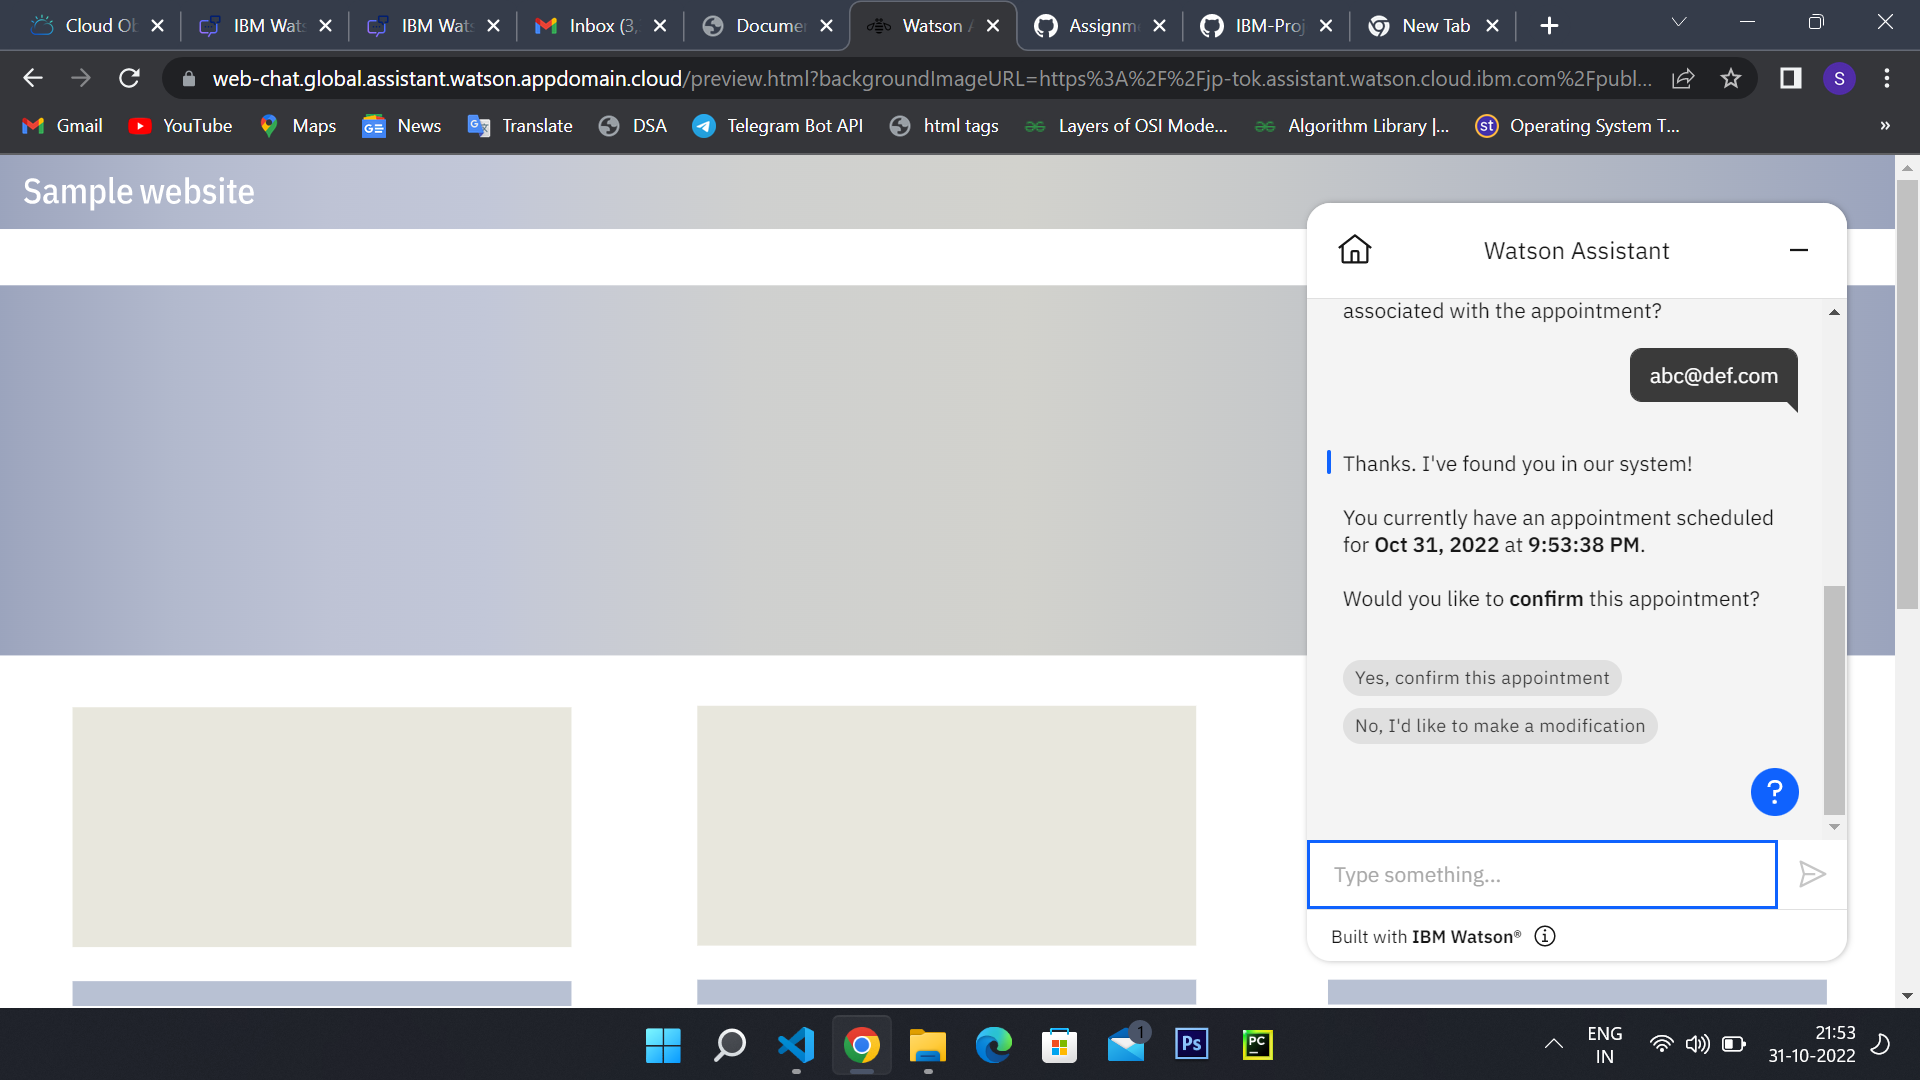 Cloud Ob
IBM Wats
IBM Wats
Inbox (3,
Documen
Watson A
Assignme
IBM-Proj
New Tab
web-chat.global.assistant.watson.appdomain.cloud/preview.html?backgroundImageURL=https%3A%2F%2Fjp-tok.assistant.watson.cloud.ibm.com%2Fpubl...
S
Gmail
YouTube
Maps
News
Translate
DSA
Telegram Bot API
html tags
Layers of OSI Mode...
Algorithm Library |...
st
Operating System T...
»
Sample website
Watson Assistant
associated with the appointment?
abc@def.com
Thanks. I've found you in our system!
You currently have an appointment scheduled
for Oct 31, 2022 at 9:53:38 PM.
Would you like to confirm this appointment?
Yes, confirm this appointment
No, I'd like to make a modification
?
Type something...
Built with IBM Watson®
1
Ps
PC
ENG
IN
21:53
31-10-2022